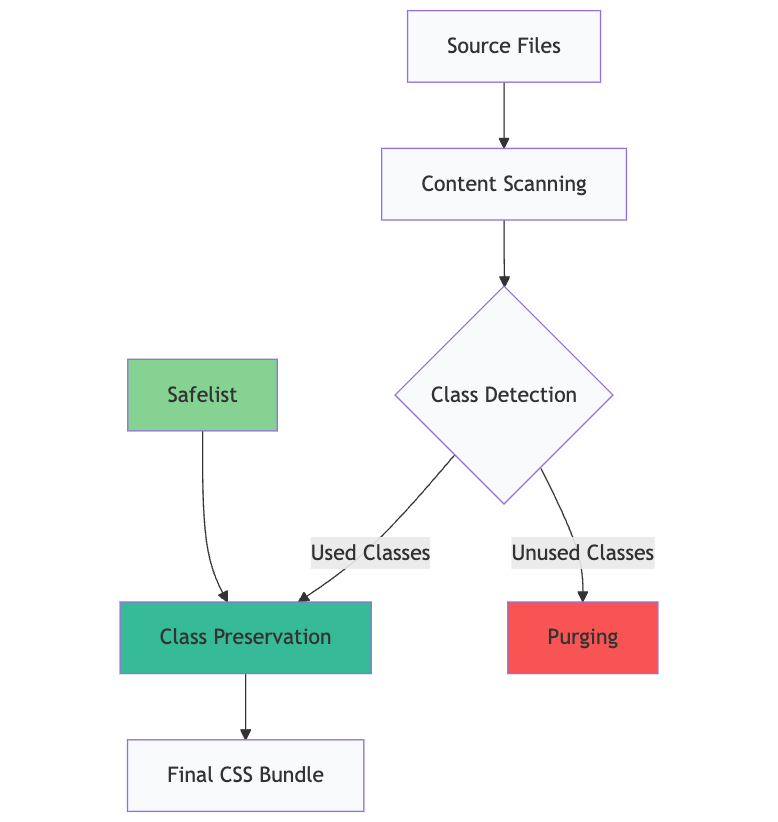 Source Files
Content Scanning
Safelist
Class Detection
Used Classes
Unused Classes
Class Preservation
Purging
Final CSS Bundle